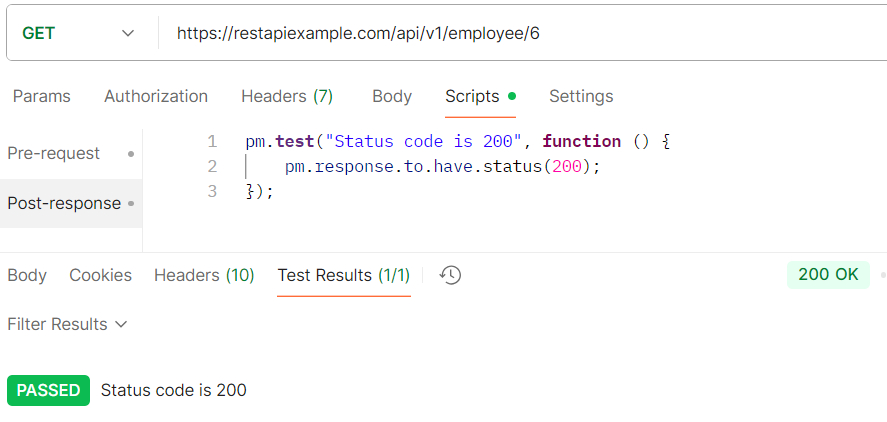 GET https://restapiexample.com/api/v1/employee/6
Params Authorization Headers (7) Body Scripts Settings
Pre-request
Post-response
1 pm.test("Status code is 200", function () {
2 pm.response.to.have.status(200);
3 });
Body Cookies Headers (10) Test Results (1/1) 200 OK
Filter Results
PASSED Status code is 200